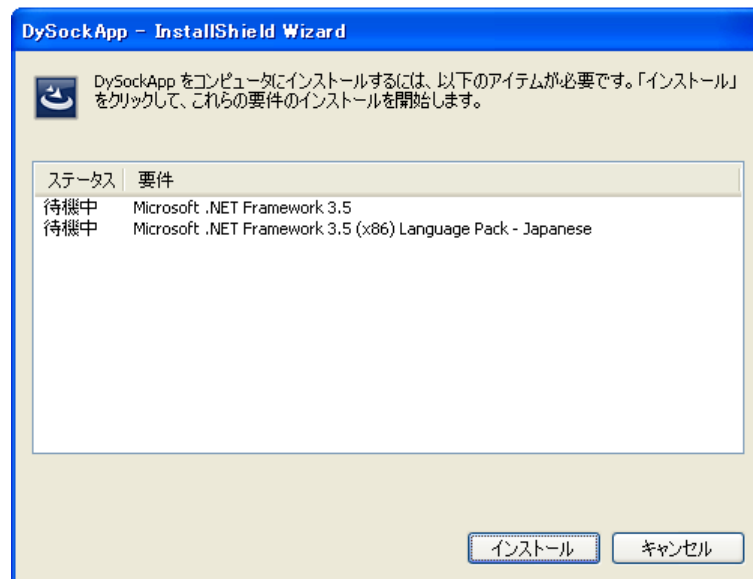 DySockApp - InstallShield Wizard
DySockApp をコンピュータにインストールするには、以下のアイテムが必要です。「インストール」
をクリックして、これらの要件のインストールを開始します。
ステータス 要件
待機中 Microsoft .NET Framework 3.5
待機中 Microsoft .NET Framework 3.5 (x86) Language Pack - Japanese
インストール キャンセル